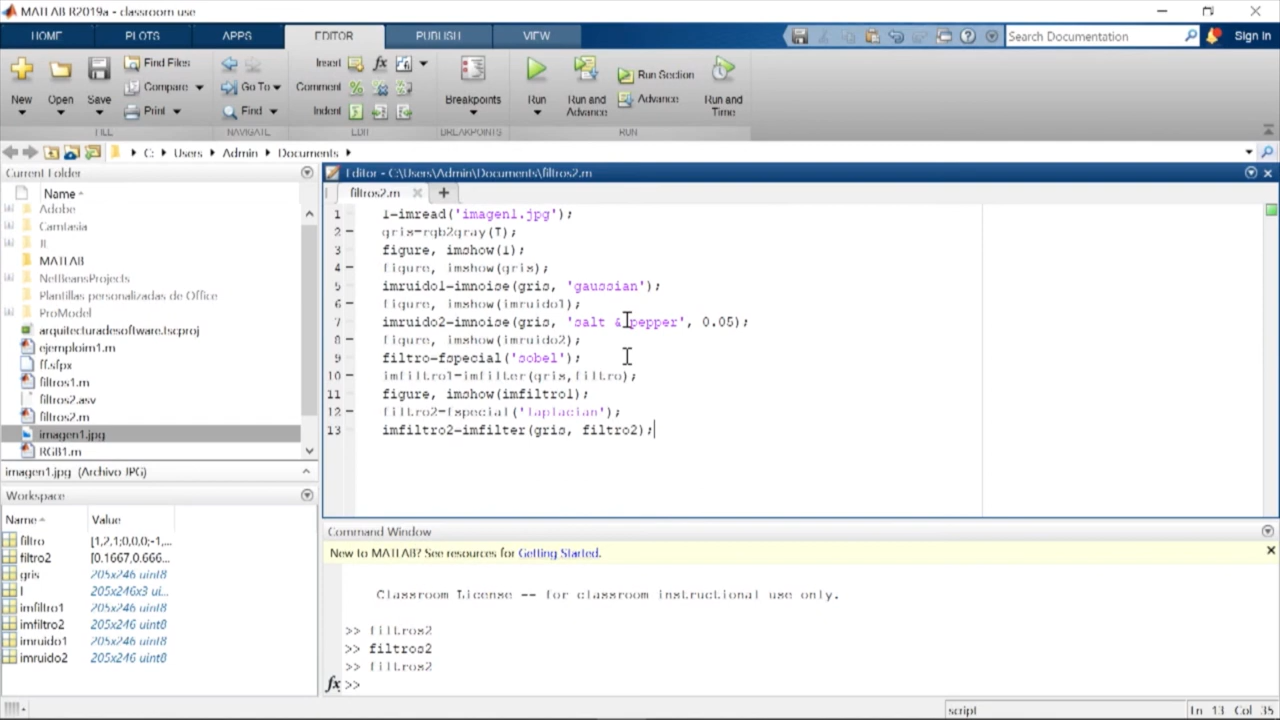 MATLAB R2019a - classroom use
HOME PLOTS APPS EDITOR PUBLISH VIEW Search Documentation Sign In
New Open Save Find Files Compare Print Go To Find Insert Comment Indent fx Breakpoints Run Run and Advance Run Section Advance Run and Time
FILE NAVIGATE EDIT BREAKPOINTS RUN
C: Users Admin Documents
Current Folder
Name
Adobe
Camtasia
MATLAB
NetBeansProjects
Plantillas personalizadas de Office
ProModel
arquitecturadesoftware.tscproj
ejemploim1.m
ff.sfpx
filtros1.m
filtros2.asv
filtros2.m
imagen1.jpg
RGB1.m
imagen1.jpg (Archivo JPG)
Workspace
Name Value
filtro [1,2,1;0,0,0;-1,...
filtro2 [0.1667,0.666...
gris 205x246 uint8
I 205x246x3 ui...
imfiltro1 205x246 uint8
imfiltro2 205x246 uint8
imruido1 205x246 uint8
imruido2 205x246 uint8
Editor - C:\Users\Admin\Documents\filtros2.m
filtros2.m
1 I=imread('imagen1.jpg');
2 gris=rgb2gray(I);
3 figure, imshow(I);
4 figure, imshow(gris);
5 imruido1=imnoise(gris, 'gaussian');
6 figure, imshow(imruido1);
7 imruido2=imnoise(gris, 'salt & pepper', 0.05);
8 figure, imshow(imruido2);
9 filtro=fspecial('sobel');
10 imfiltro1=imfilter(gris,filtro);
11 figure, imshow(imfiltro1);
12 filtro2=fspecial('laplacian');
13 imfiltro2=imfilter(gris, filtro2);
Command Window
New to MATLAB? See resources for Getting Started.
Classroom License -- for classroom instructional use only.
>> filtros2
>> filtros2
>> filtros2
fx >>
script Ln 13 Col 35